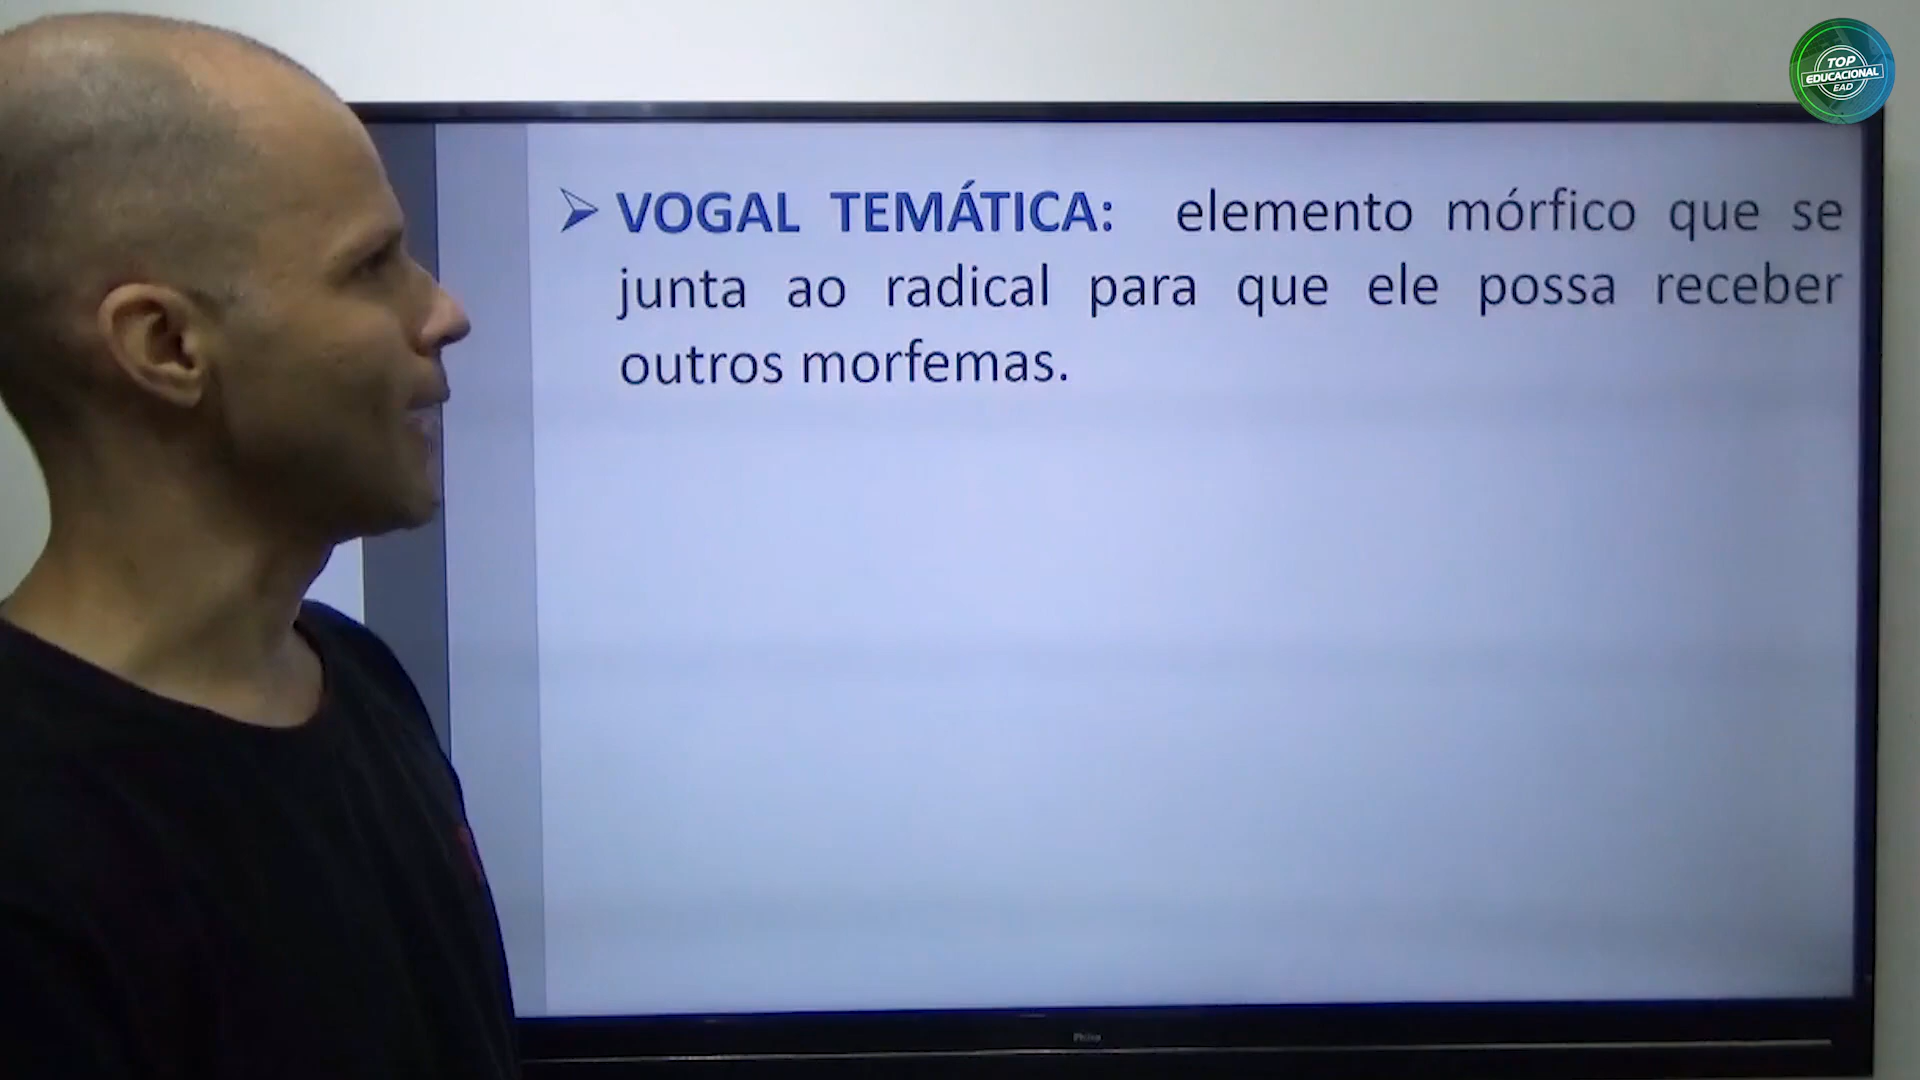 TOP
EDUCACIONAL
EAD
➢ VOGAL TEMÁTICA: elemento mórfico que se
junta ao radical para que ele possa receber
outros morfemas.
Philco